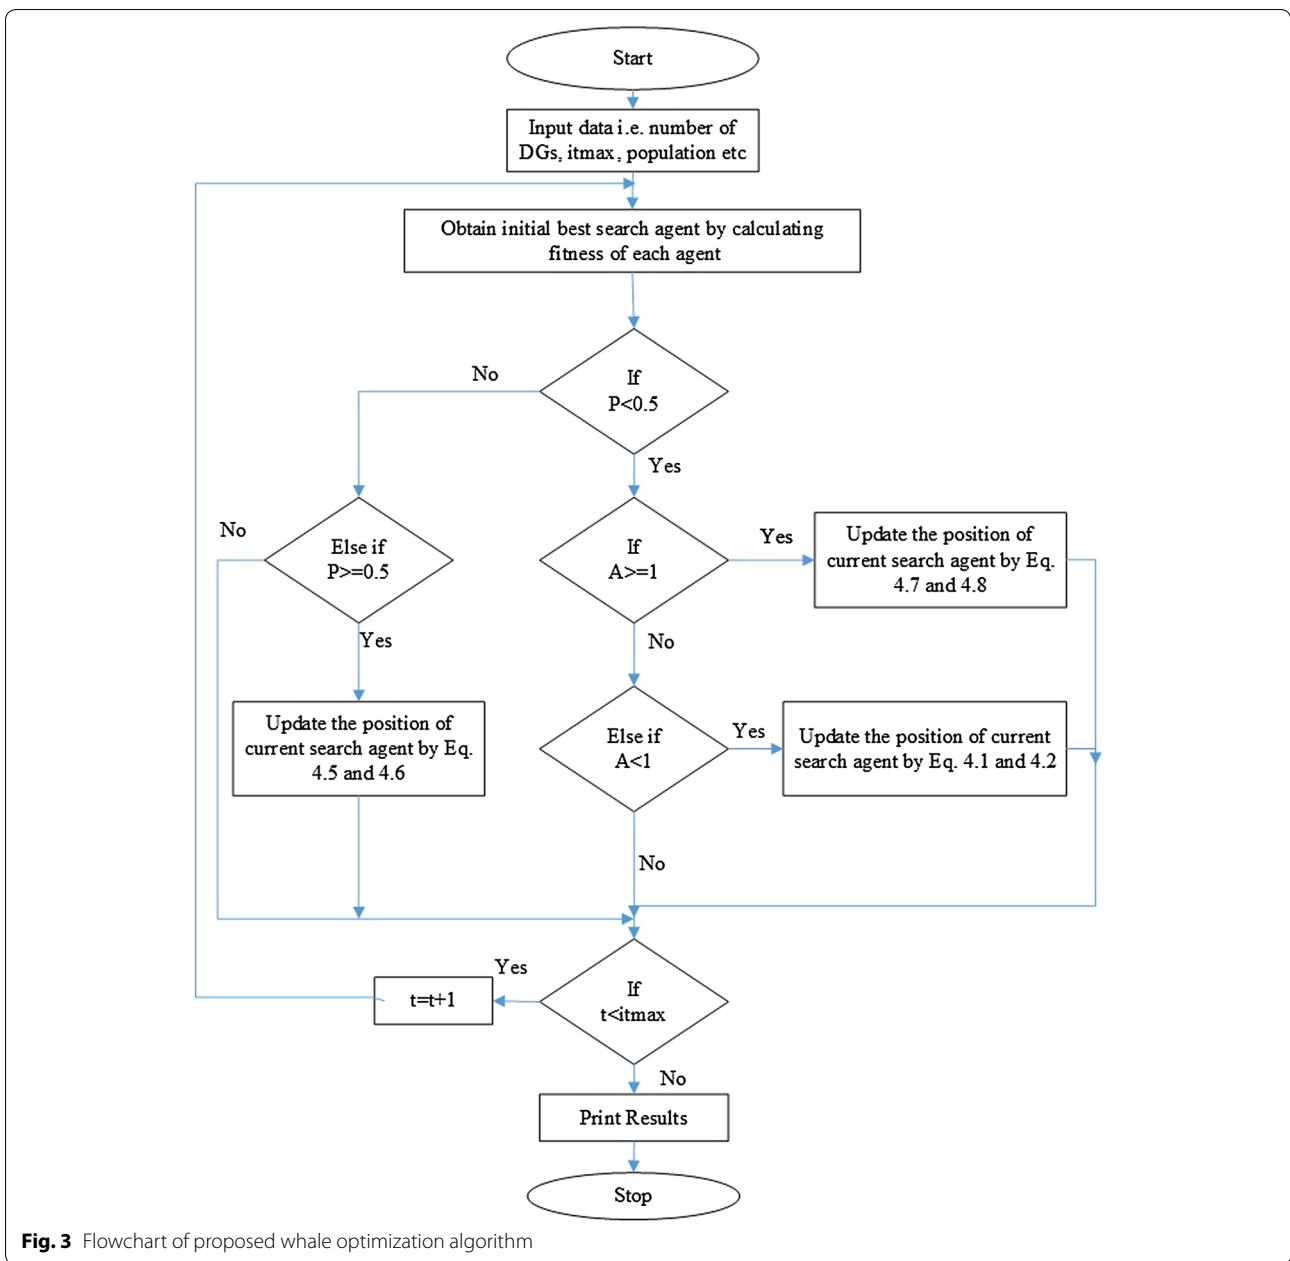 Start
Input data i.e. number of
DGs, itmax, population etc
Obtain initial best search agent by calculating
fitness of each agent
If
P<0.5
No
Yes
Else if
P>=0.5
No
Yes
If
A>=1
Yes
No
Update the position of
current search agent by Eq.
4.7 and 4.8
Update the position of
current search agent by Eq.
4.5 and 4.6
Else if
A<1
Yes
Update the position of current
search agent by Eq. 4.1 and 4.2
No
If
t<itmax
Yes
t=t+1
No
Print Results
Stop
Fig. 3 Flowchart of proposed whale optimization algorithm